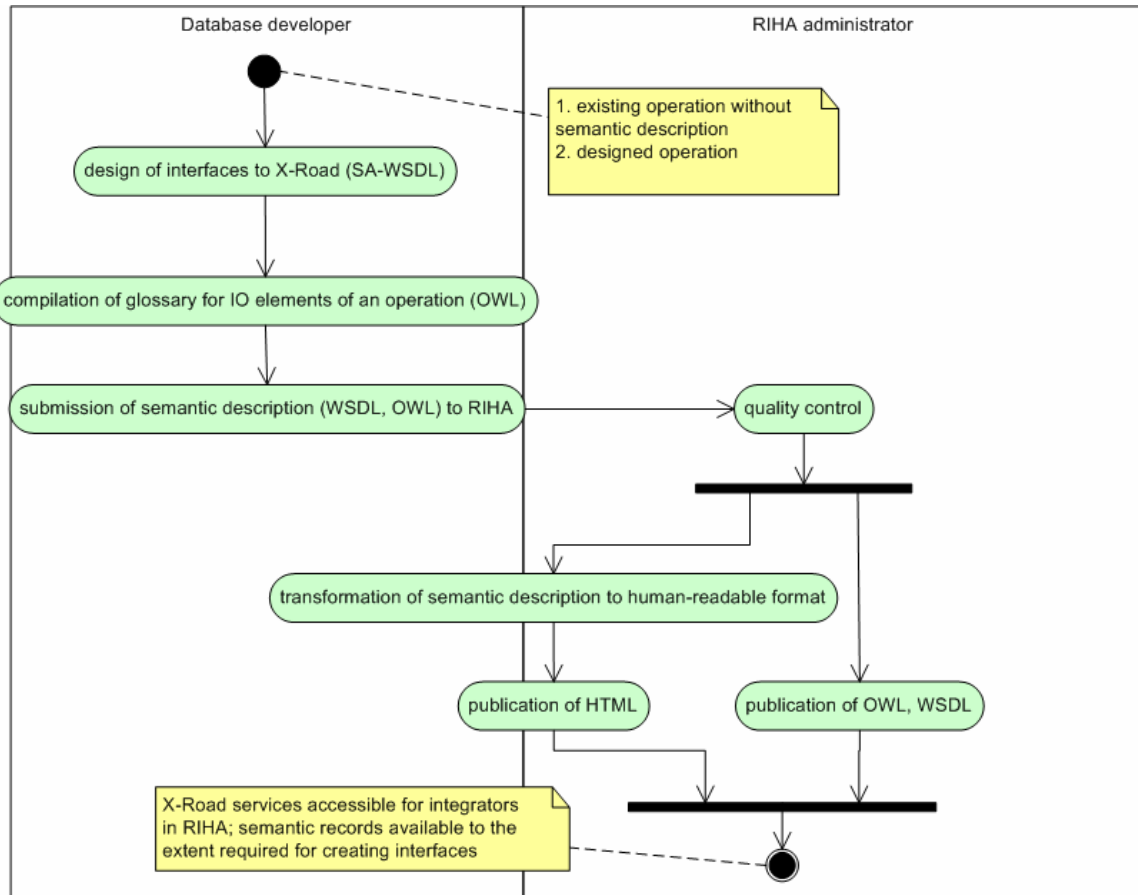 Database developer
RIHA administrator
1. existing operation without
semantic description
2. designed operation
design of interfaces to X-Road (SA-WSDL)
compilation of glossary for IO elements of an operation (OWL)
submission of semantic description (WSDL, OWL) to RIHA
quality control
transformation of semantic description to human-readable format
publication of HTML
publication of OWL, WSDL
X-Road services accessible for integrators
in RIHA; semantic records available to the
extent required for creating interfaces